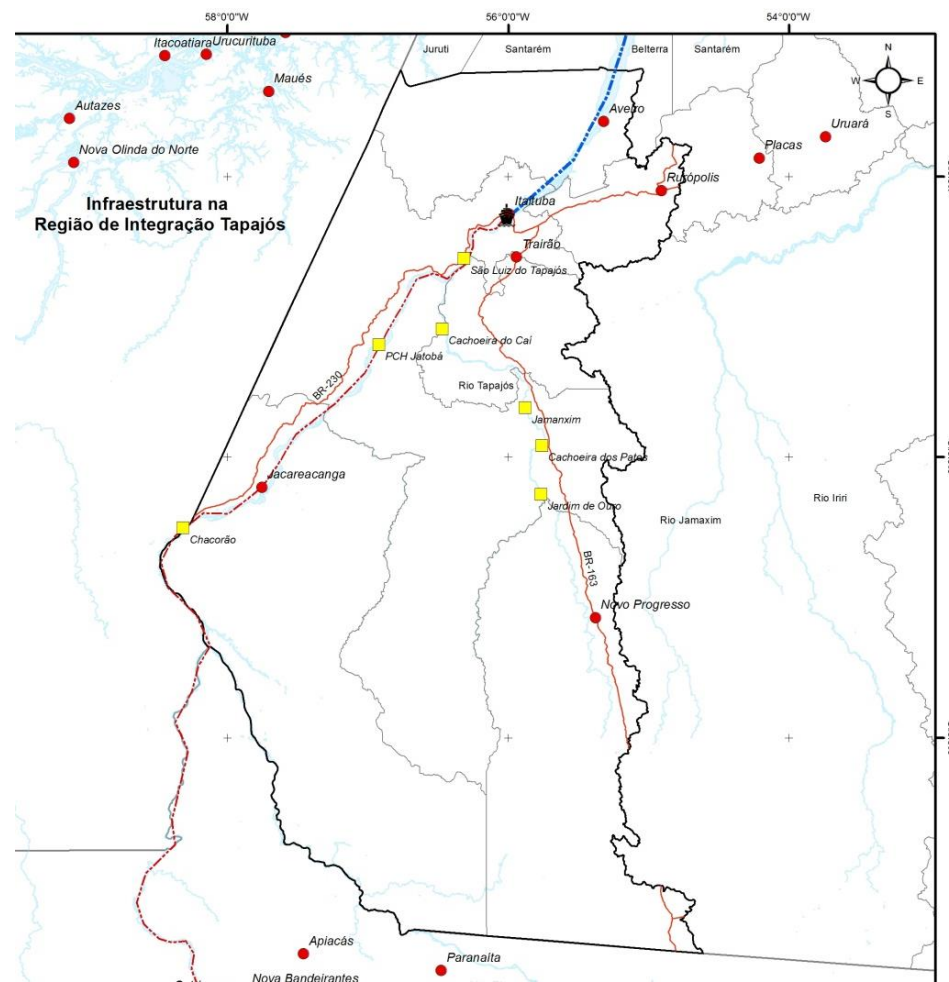 58°00'0"W
56°00'0"W
54°00'0"W
Itacoatiara
Urucurituba
Juruti
Santarém
Belterra
Santarém
N
W
E
S
Maués
Autazes
Aveiro
Uruará
Placas
Nova Olinda do Norte
Rurópolis
Infraestrutura na
Região de Integração Tapajós
Itaituba
Trairão
São Luiz do Tapajós
Cachoeira do Caí
PCH Jatobá
Rio Tapajós
BR-230
Jamanxim
Cachoeira dos Patos
Jacareacanga
Jardim de Ouro
Rio Iriri
Rio Jamaxim
Chacorão
BR-163
Novo Progresso
Apiacás
Paranaíta
Nova Bandeirantes